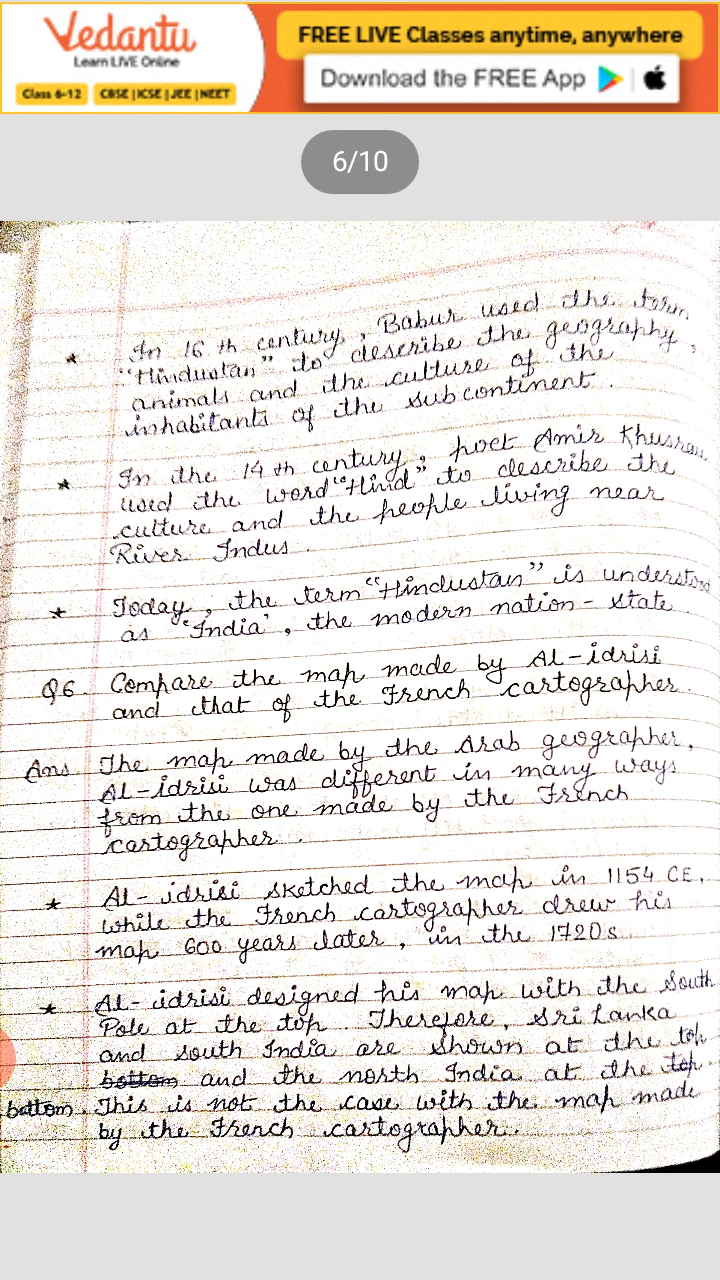 Vedantu
Learn LIVE Online
Class 6-12 CBSE | ICSE | JEE | NEET
FREE LIVE Classes anytime, anywhere
Download the FREE App
6/10
* In 16 th century, Babur used the term
"Hindustan" to describe the geography,
animals and the culture of the
inhabitants of the subcontinent.
* In the 14 th century, poet Amir Khusrau
used the word "Hind" to describe the
culture and the people living near
River Indus.
* Today, the term "Hindustan" is understood
as "India', the modern nation - state
Q6. Compare the map made by Al-idrisi
and that of the French cartographer.
Ans. The map made by the Arab geographer,
Al-idrisi was different in many ways
from the one made by the French
cartographer.
* Al-idrisi sketched the map in 1154 CE,
while the French cartographer drew his
map 600 years later, in the 1720s.
* Al-idrisi designed his map with the South
Pole at the top. Therefore, Sri Lanka
and south India are shown at the top
bottom and the north India at the top
bottom. This is not the case with the map made
by the French cartographer.